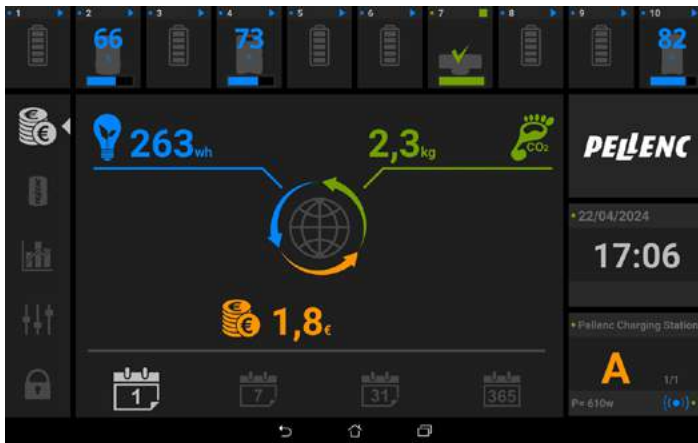 1 2 3 4 5 6 7 8 9 10
66 73 82
263wh
2,3kg
CO2
PELLENC
22/04/2024
17:06
1,8€
Pellenc Charging Station
A
1/1
P= 610w
1 7 31 365